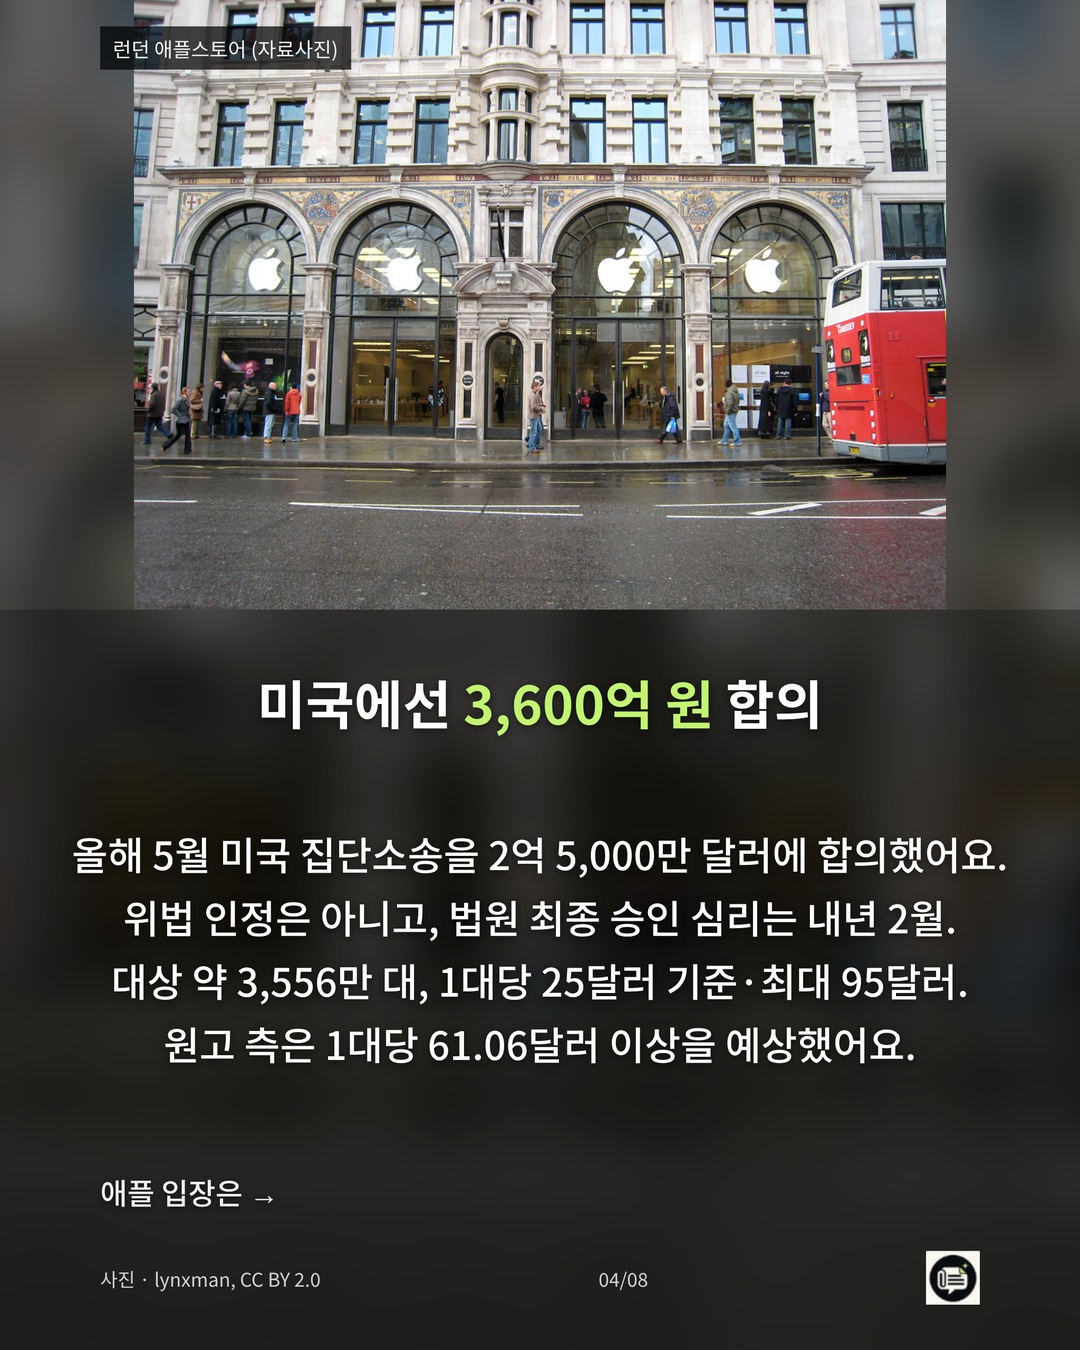 런던 애플스토어 (자료사진)
미국에선 3,600억 원 합의
올해 5월 미국 집단소송을 2억 5,000만 달러에 합의했어요.
위법 인정은 아니고, 법원 최종 승인 심리는 내년 2월.
대상 약 3,556만 대, 1대당 25달러 기준·최대 95달러.
원고 측은 1대당 61.06달러 이상을 예상했어요.
애플 입장은 →
사진 · lynxman, CC BY 2.0
04/08